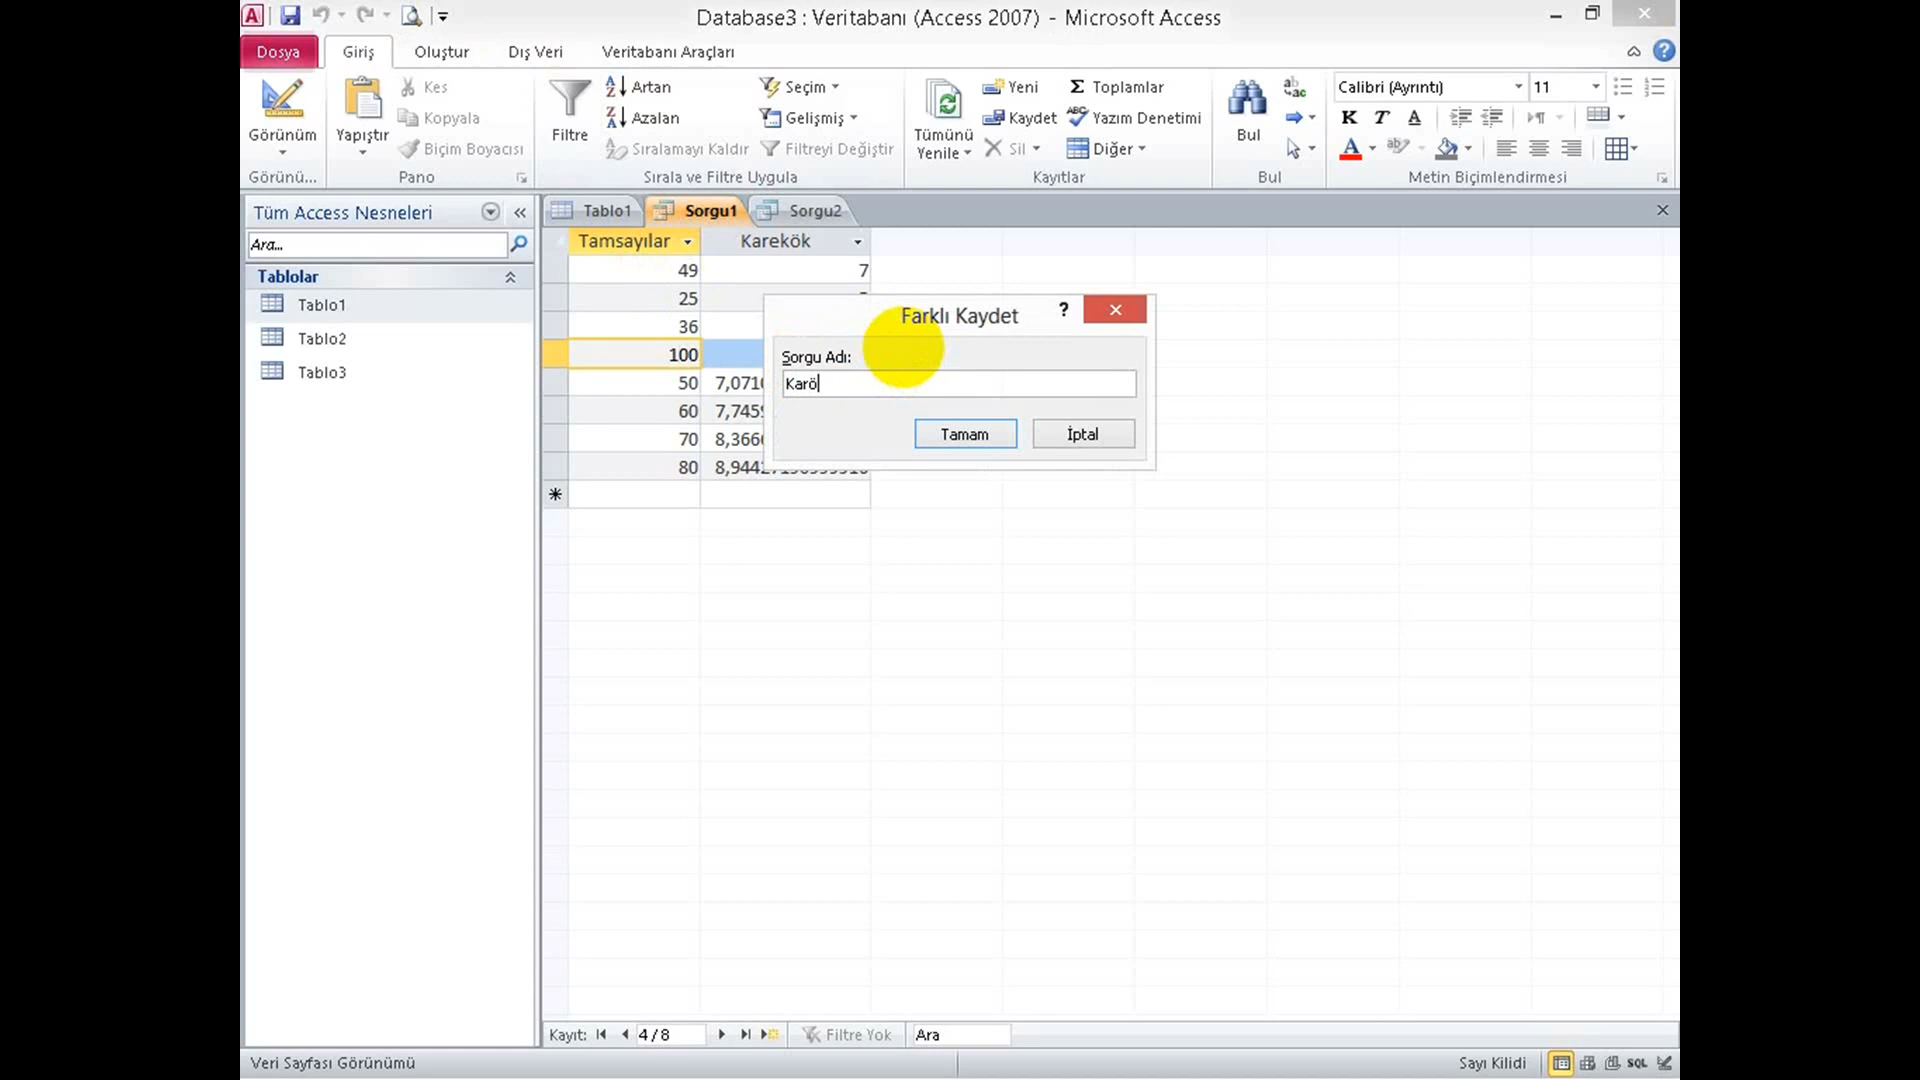 Database3 : Veritabanı (Access 2007) - Microsoft Access
Dosya Giriş Oluştur Dış Veri Veritabanı Araçları
Görünüm
Görünü...
Yapıştır
Kes
Kopyala
Biçim Boyacısı
Pano
Filtre
Artan
Azalan
Sıralamayı Kaldır
Seçim
Gelişmiş
Filtreyi Değiştir
Sırala ve Filtre Uygula
Tümünü
Yenile
Yeni
Kaydet
Sil
Toplamlar
Yazım Denetimi
Diğer
Kayıtlar
Bul
Bul
Calibri (Ayrıntı) 11
K T A
Metin Biçimlendirmesi
Tüm Access Nesneleri
Ara...
Tablolar
Tablo1
Tablo2
Tablo3
Tablo1 Sorgu1 Sorgu2
Tamsayılar Karekök
49 7
25
36
100
50 7,071
60 7,745
70 8,366
80 8,9442
Farklı Kaydet
Sorgu Adı:
Karö
Tamam İptal
Kayıt: 4 / 8 Filtre Yok Ara
Veri Sayfası Görünümü Sayı Kilidi SQL